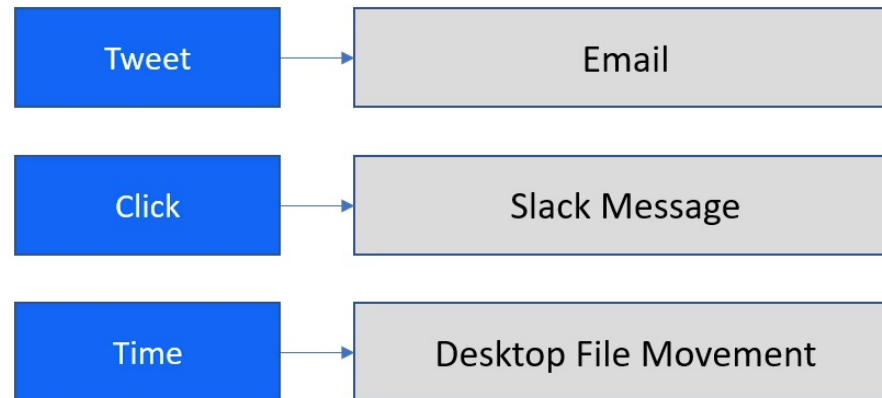 Tweet
Email
Click
Slack Message
Time
Desktop File Movement